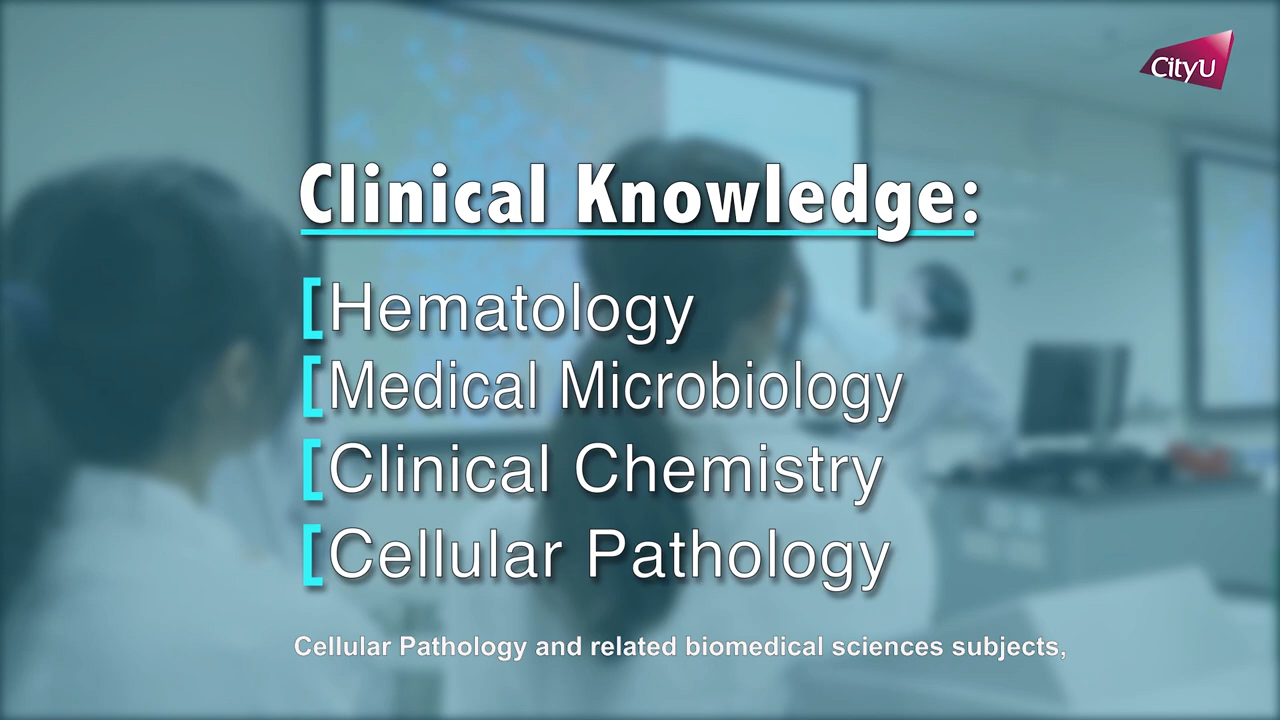 CityU
Clinical Knowledge:
[Hematology
[Medical Microbiology
[Clinical Chemistry
[Cellular Pathology
Cellular Pathology and related biomedical sciences subjects,